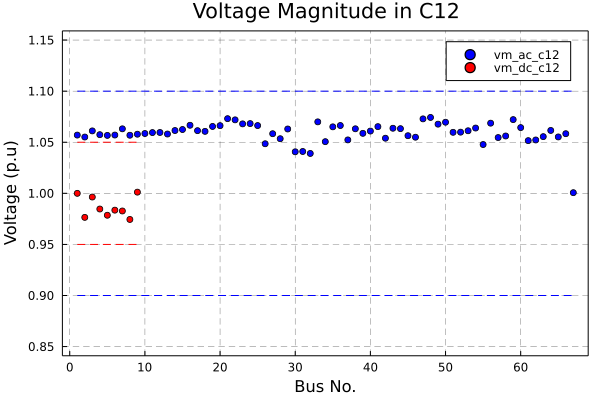 Voltage Magnitude in C12
1.15
1.10
1.05
1.00
0.95
0.90
0.85
Voltage (p.u)
vm_ac_c12
vm_dc_c12
0 10 20 30 40 50 60
Bus No.